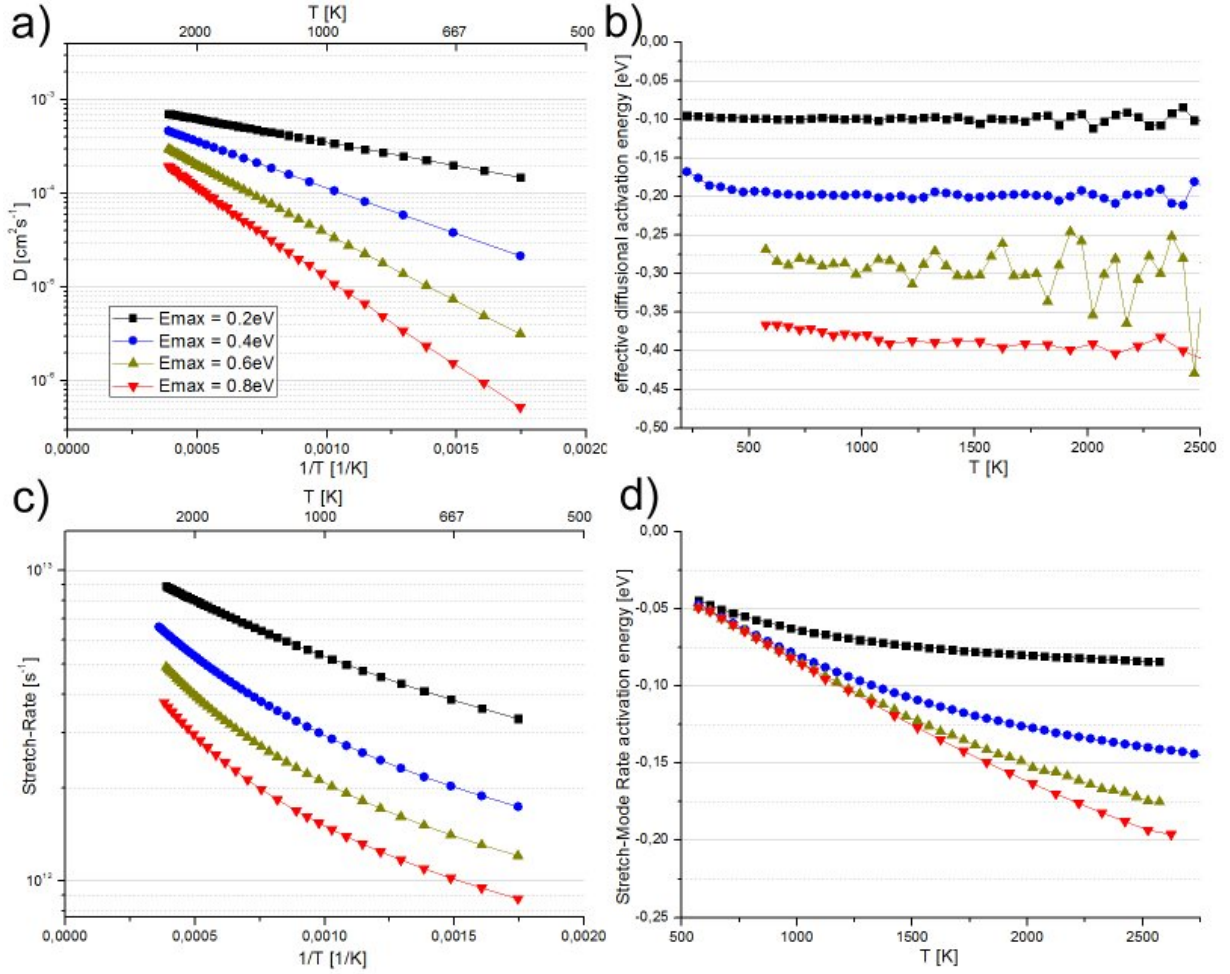 a)
T [K]
2000 1000 667 500
10-3
10-4
10-5
10-6
D [cm2s-1]
Emax = 0.2eV
Emax = 0.4eV
Emax = 0.6eV
Emax = 0.8eV
0,0000 0,0005 0,0010 0,0015 0,0020
1/T [1/K]
b)
0,00
-0,05
-0,10
-0,15
-0,20
-0,25
-0,30
-0,35
-0,40
-0,45
-0,50
effective diffusional activation energy [eV]
500 1000 1500 2000 2500
T [K]
c)
T [K]
2000 1000 667 500
1013
1012
Stretch-Rate [s-1]
0,0000 0,0005 0,0010 0,0015 0,0020
1/T [1/K]
d)
0,00
-0,05
-0,10
-0,15
-0,20
-0,25
Stretch-Mode Rate activation energy [eV]
500 1000 1500 2000 2500
T [K]